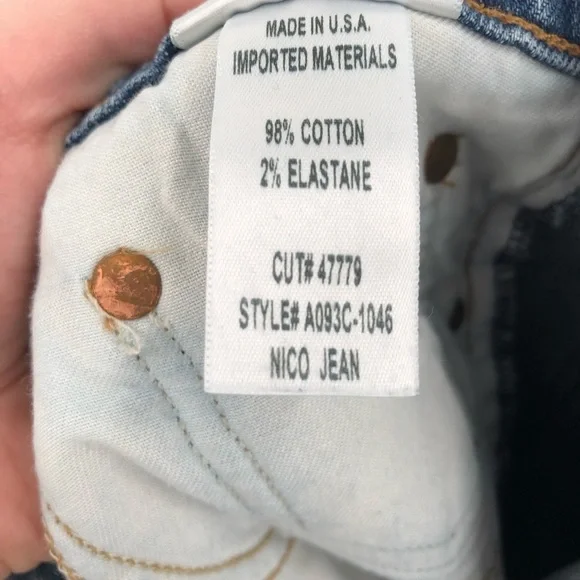 MADE IN U.S.A.
IMPORTED MATERIALS
98% COTTON
2% ELASTANE
CUT# 47779
STYLE# A093C-1046
NICO JEAN